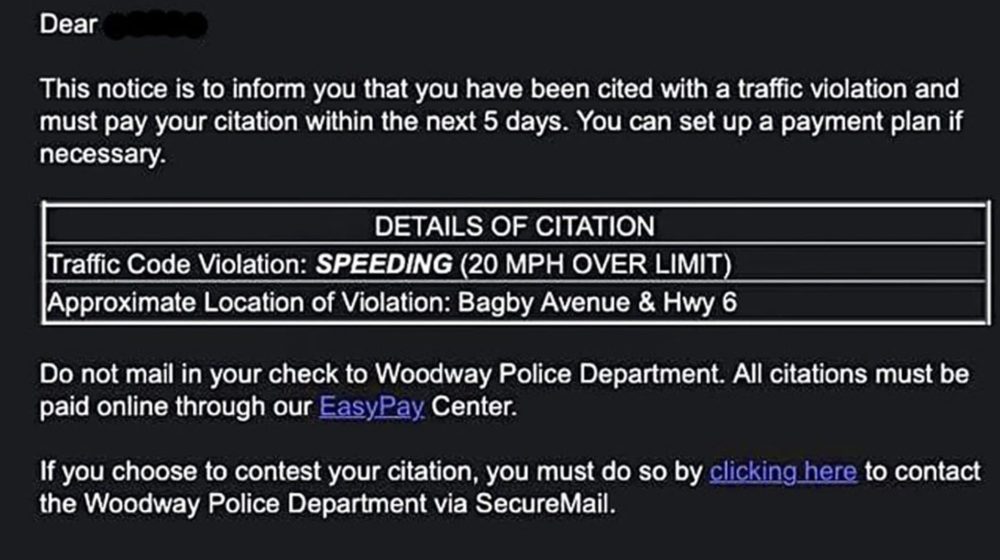 Dear
This notice is to inform you that you have been cited with a traffic violation and
must pay your citation within the next 5 days. You can set up a payment plan if
necessary.
DETAILS OF CITATION
Traffic Code Violation: SPEEDING (20 MPH OVER LIMIT)
Approximate Location of Violation: Bagby Avenue & Hwy 6
Do not mail in your check to Woodway Police Department. All citations must be
paid online through our EasyPay Center.
If you choose to contest your citation, you must do so by clicking here to contact
the Woodway Police Department via SecureMail.